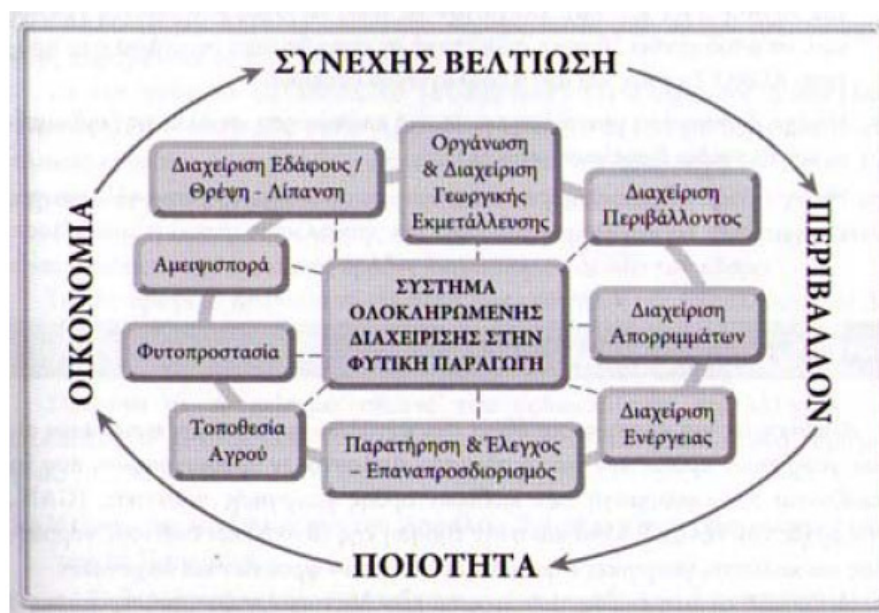 ΣΥΝΕΧΗΣ ΒΕΛΤΙΩΣΗ
Οργάνωση
& Διαχείριση
Γεωργικής
Εκμετάλλευσης
Διαχείριση Εδάφους /
Θρέψη - Λίπανση
Διαχείριση
Περιβάλλοντος
Αμειψισπορά
ΣΥΣΤΗΜΑ
ΟΛΟΚΛΗΡΩΜΕΝΗΣ
ΔΙΑΧΕΙΡΙΣΗΣ ΣΤΗΝ
ΦΥΤΙΚΗ ΠΑΡΑΓΩΓΗ
Διαχείριση
Απορριμμάτων
Φυτοπροστασία
Τοποθεσία
Αγρού
Παρατήρηση & Έλεγχος
– Επαναπροσδιορισμός
Διαχείριση
Ενέργειας
ΟΙΚΟΝΟΜΙΑ
ΠΕΡΙΒΑΛΛΟΝ
ΠΟΙΟΤΗΤΑ